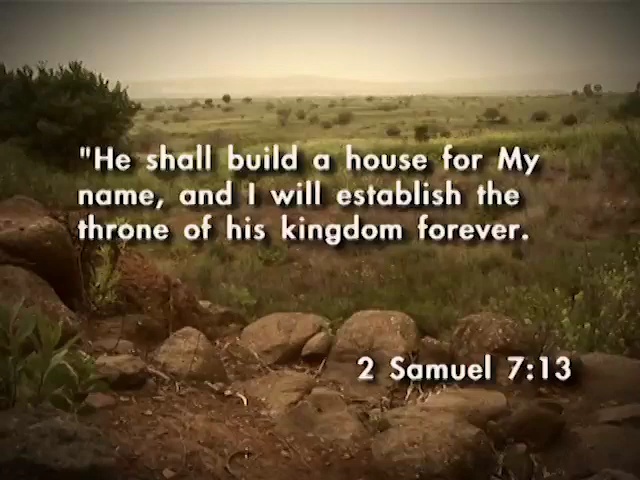 "He shall build a house for My
name, and I will establish the
throne of his kingdom forever.
2 Samuel 7:13